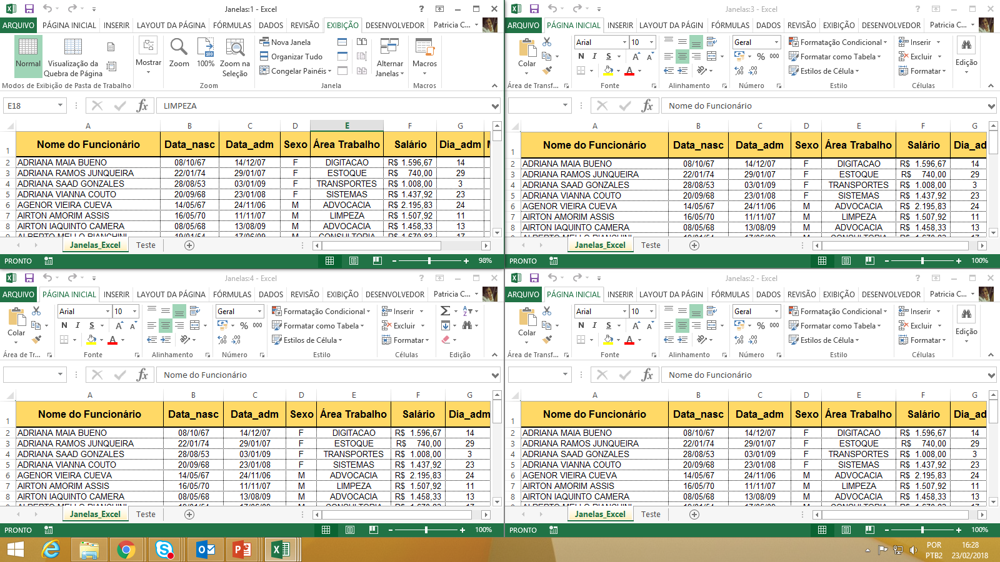 Janelas:1 - Excel
ARQUIVO PÁGINA INICIAL INSERIR LAYOUT DA PÁGINA FÓRMULAS DADOS REVISÃO EXIBIÇÃO DESENVOLVEDOR Patricia C...
Normal
Visualização da Quebra de Página
Mostrar
Zoom
100%
Zoom na Seleção
Nova Janela
Organizar Tudo
Congelar Painéis
Alternar Janelas
Macros
Modos de Exibição de Pasta de Trabalho Zoom Janela Macros
E18 fx LIMPEZA
A B C D E F G
1 Nome do Funcionário Data_nasc Data_adm Sexo Área Trabalho Salário Dia_adm
2 ADRIANA MAIA BUENO 08/10/67 14/12/07 F DIGITACAO R$ 1.596,67 14
3 ADRIANA RAMOS JUNQUEIRA 22/01/74 29/01/07 F ESTOQUE R$ 740,00 29
4 ADRIANA SAAD GONZALES 28/08/53 03/01/09 F TRANSPORTES R$ 1.008,00 3
5 ADRIANA VIANNA COUTO 20/09/68 23/01/08 F SISTEMAS R$ 1.437,92 23
6 AGENOR VIEIRA CUEVA 14/05/67 24/11/06 M ADVOCACIA R$ 2.195,83 24
7 AIRTON AMORIM ASSIS 16/05/70 11/11/07 M LIMPEZA R$ 1.507,92 11
8 AIRTON IAQUINTO CAMERA 08/05/68 13/08/09 M ADVOCACIA R$ 1.458,33 13
9 ALBERTO MELLO BIANCHINI 19/01/54 17/06/09 M CONSULTORIA R$ 1.670,83 17
Janelas_Excel Teste
PRONTO 98%
Janelas:3 - Excel
ARQUIVO PÁGINA INICIAL INSERIR LAYOUT DA PÁGIN FÓRMULAS DADOS REVISÃO EXIBIÇÃO DESENVOLVEDOR Patricia C...
Colar
Arial 10
N I S
Geral
% 000
Formatação Condicional
Formatar como Tabela
Estilos de Célula
Inserir
Excluir
Formatar
Edição
Área de Transf... Fonte Alinhamento Número Estilo Células
fx Nome do Funcionário
A B C D E F G
1 Nome do Funcionário Data_nasc Data_adm Sexo Área Trabalho Salário Dia_ad
2 ADRIANA MAIA BUENO 08/10/67 14/12/07 F DIGITACAO R$ 1.596,67 14
3 ADRIANA RAMOS JUNQUEIRA 22/01/74 29/01/07 F ESTOQUE R$ 740,00 29
4 ADRIANA SAAD GONZALES 28/08/53 03/01/09 F TRANSPORTES R$ 1.008,00 3
5 ADRIANA VIANNA COUTO 20/09/68 23/01/08 F SISTEMAS R$ 1.437,92 23
6 AGENOR VIEIRA CUEVA 14/05/67 24/11/06 M ADVOCACIA R$ 2.195,83 24
7 AIRTON AMORIM ASSIS 16/05/70 11/11/07 M LIMPEZA R$ 1.507,92 11
8 AIRTON IAQUINTO CAMERA 08/05/68 13/08/09 M ADVOCACIA R$ 1.458,33 13
Janelas_Excel Teste
PRONTO 100%
Janelas:4 - Excel
ARQUIVO PÁGINA INICIAL INSERIR LAYOUT DA PÁGINA FÓRMULAS DADOS REVISÃO EXIBIÇÃO DESENVOLVEDOR Patricia C...
Colar
Arial 10
N I S
Geral
% 000
Formatação Condicional
Formatar como Tabela
Estilos de Célula
Inserir
Excluir
Formatar
Área de Tr... Fonte Alinhamento Número Estilo Células Edição
fx Nome do Funcionário
A B C D E F G
1 Nome do Funcionário Data_nasc Data_adm Sexo Área Trabalho Salário Dia_adm
2 ADRIANA MAIA BUENO 08/10/67 14/12/07 F DIGITACAO R$ 1.596,67 14
3 ADRIANA RAMOS JUNQUEIRA 22/01/74 29/01/07 F ESTOQUE R$ 740,00 29
4 ADRIANA SAAD GONZALES 28/08/53 03/01/09 F TRANSPORTES R$ 1.008,00 3
5 ADRIANA VIANNA COUTO 20/09/68 23/01/08 F SISTEMAS R$ 1.437,92 23
6 AGENOR VIEIRA CUEVA 14/05/67 24/11/06 M ADVOCACIA R$ 2.195,83 24
7 AIRTON AMORIM ASSIS 16/05/70 11/11/07 M LIMPEZA R$ 1.507,92 11
8 AIRTON IAQUINTO CAMERA 08/05/68 13/08/09 M ADVOCACIA R$ 1.458,33 13
Janelas_Excel Teste
PRONTO 100%
Janelas:2 - Excel
ARQUIVO PÁGINA INICIAL INSERIR LAYOUT DA PÁGIN FÓRMULAS DADOS REVISÃO EXIBIÇÃO DESENVOLVEDOR Patricia C...
Colar
Arial 10
N I S
Geral
% 000
Formatação Condicional
Formatar como Tabela
Estilos de Célula
Inserir
Excluir
Formatar
Edição
Área de Transf... Fonte Alinhamento Número Estilo Células
fx Nome do Funcionário
A B C D E F G
1 Nome do Funcionário Data_nasc Data_adm Sexo Área Trabalho Salário Dia_ad
2 ADRIANA MAIA BUENO 08/10/67 14/12/07 F DIGITACAO R$ 1.596,67 14
3 ADRIANA RAMOS JUNQUEIRA 22/01/74 29/01/07 F ESTOQUE R$ 740,00 29
4 ADRIANA SAAD GONZALES 28/08/53 03/01/09 F TRANSPORTES R$ 1.008,00 3
5 ADRIANA VIANNA COUTO 20/09/68 23/01/08 F SISTEMAS R$ 1.437,92 23
6 AGENOR VIEIRA CUEVA 14/05/67 24/11/06 M ADVOCACIA R$ 2.195,83 24
7 AIRTON AMORIM ASSIS 16/05/70 11/11/07 M LIMPEZA R$ 1.507,92 11
8 AIRTON IAQUINTO CAMERA 08/05/68 13/08/09 M ADVOCACIA R$ 1.458,33 13
Janelas_Excel Teste
PRONTO 100%
POR 16:28
PTB2 23/02/2018